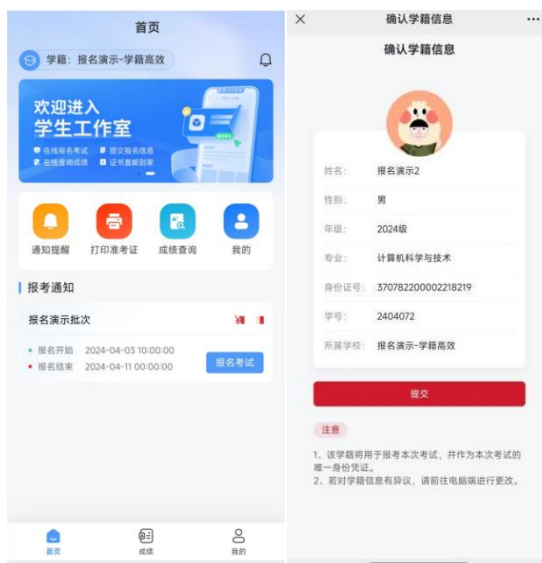 首页
学籍：报名演示-学籍高效
欢迎进入
学生工作室
在线报名考试 提交报名信息
在线查询成绩 证书直邮到家
通知提醒 打印准考证 成绩查询 我的
报考通知
报名演示批次
报名开始 2024-04-03 10:00:00
报名结束 2024-04-11 00:00:00
报名考试
首页 成绩 我的
确认学籍信息
确认学籍信息
姓名： 报名演示2
性别： 男
年级： 2024级
专业： 计算机科学与技术
身份证号： 370782200002218219
学号： 2404072
所属学校： 报名演示-学籍高效
提交
注意
1、该学籍将用于报考本次考试，并作为本次考试的
唯一身份凭证。
2、若对学籍信息有异议，请前往电脑端进行更改。